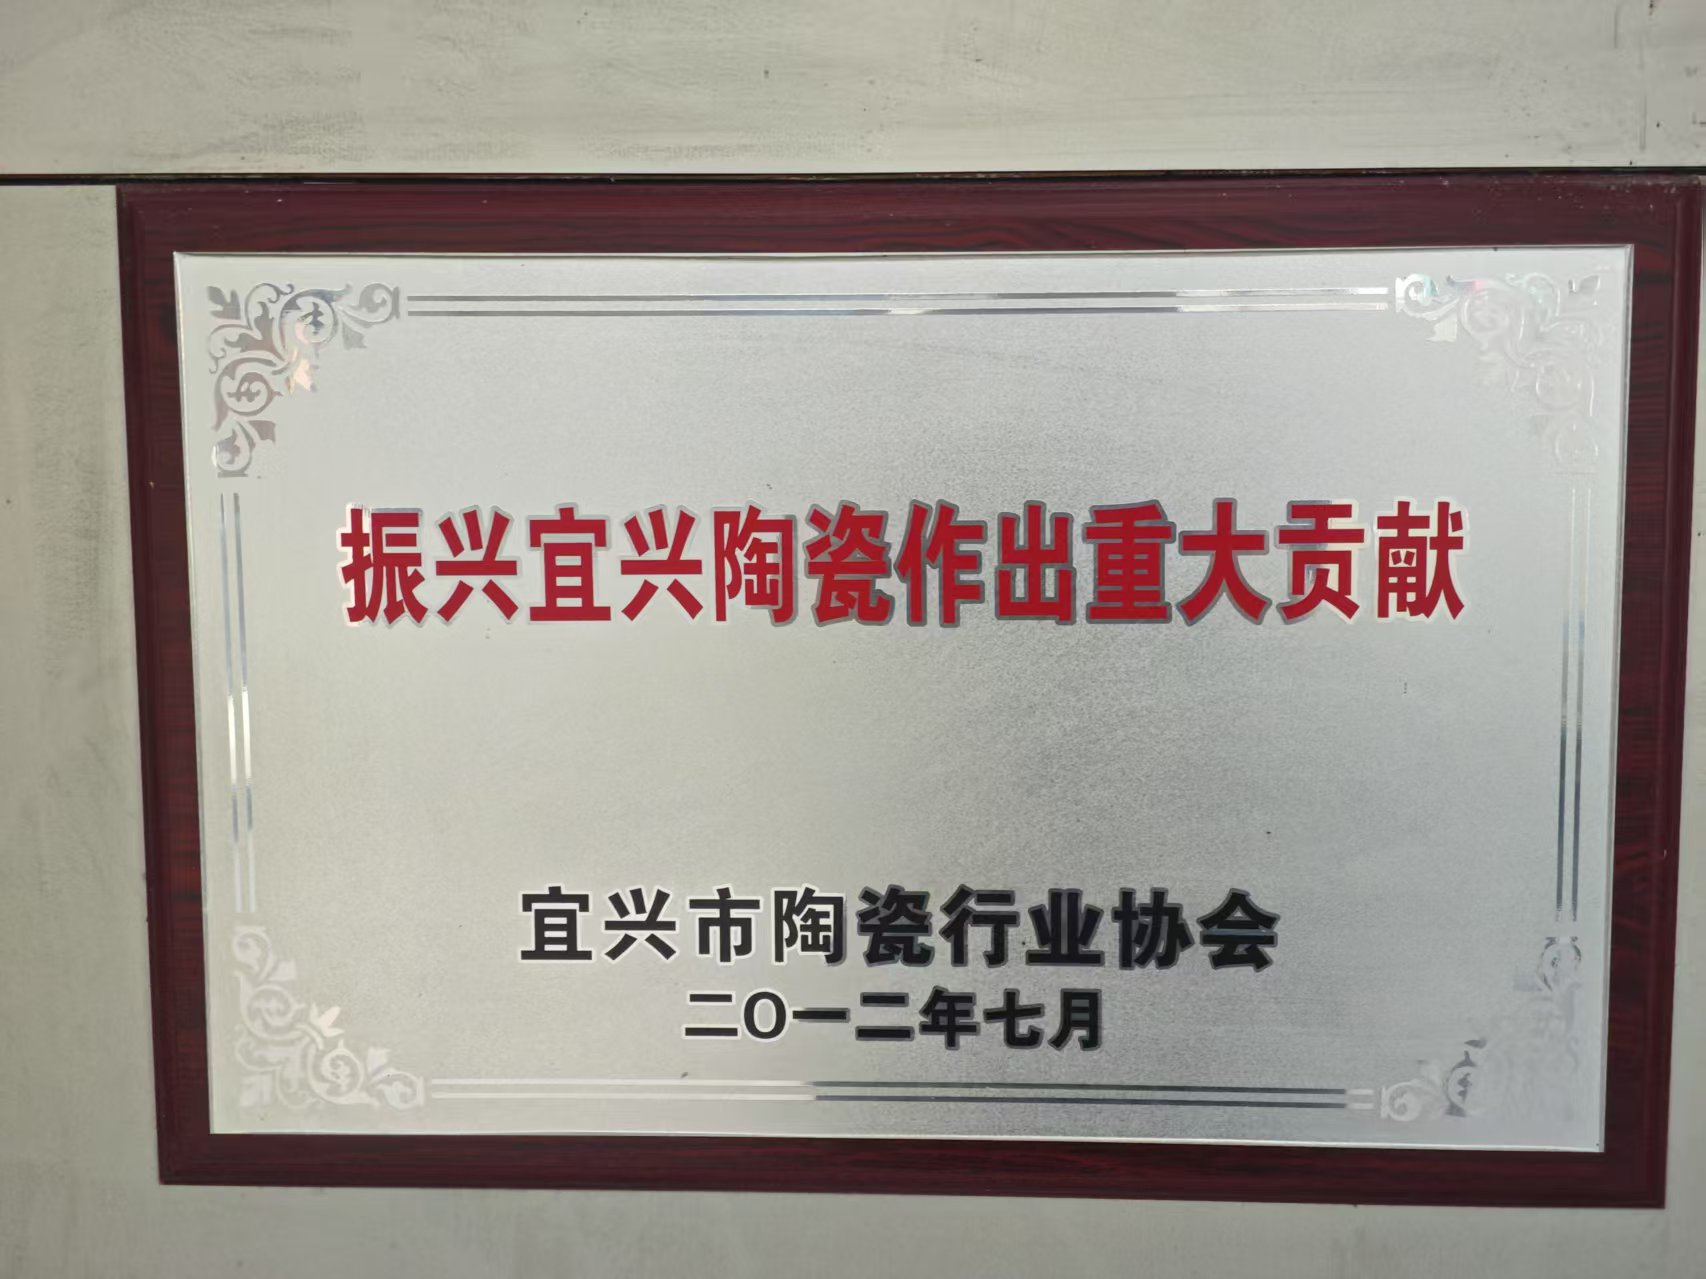 振兴宜兴陶瓷作出重大贡献
宜兴市陶瓷行业协会
二〇一二年七月